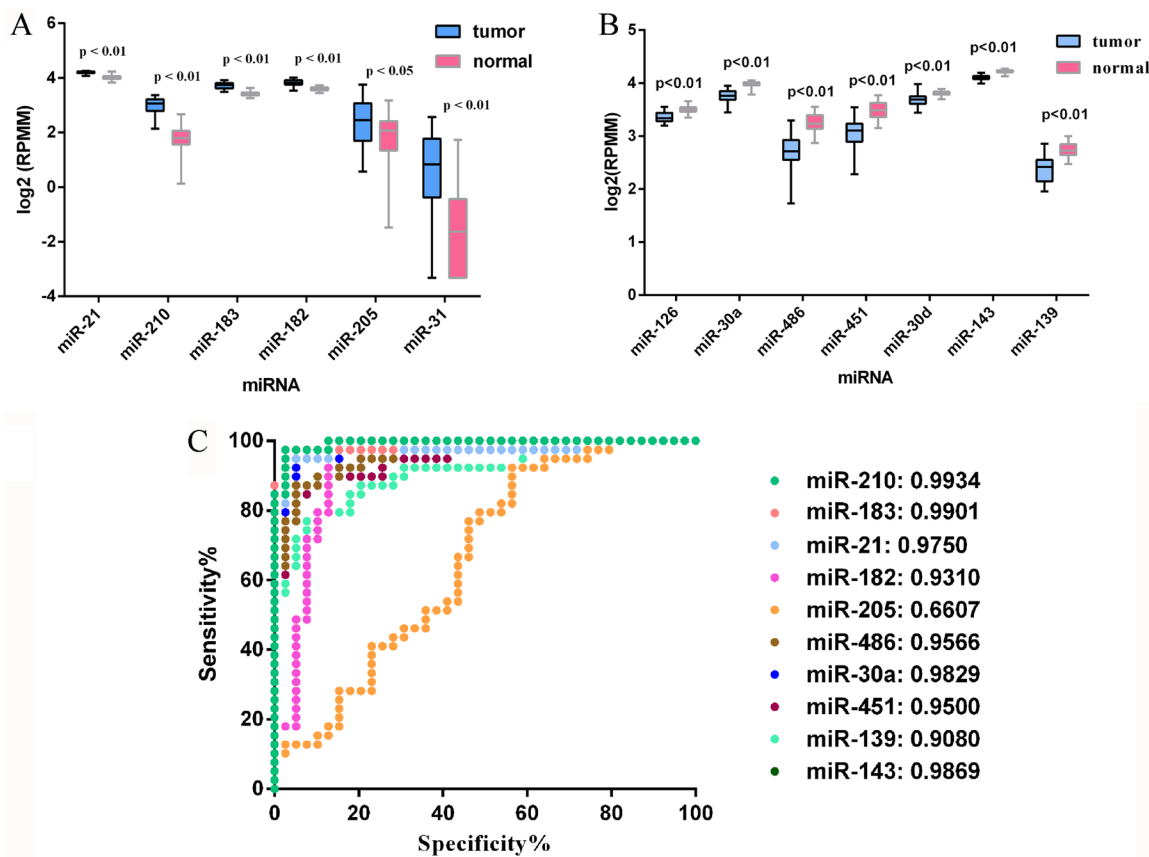 A
tumor
normal
p < 0.01
p < 0.01
p < 0.01
p < 0.01
p < 0.05
p < 0.01
log2 (RPMM)
6
4
2
0
-2
-4
miR-21
miR-210
miR-183
miR-182
miR-205
miR-31
miRNA
B
tumor
normal
p<0.01
p<0.01
p<0.01
p<0.01
p<0.01
p<0.01
p<0.01
log2(RPMM)
5
4
3
2
1
0
miR-126
miR-30a
miR-486
miR-451
miR-30d
miR-143
miR-139
miRNA
C
Sensitivity%
100
80
60
40
20
0
0
20
40
60
80
100
Specificity%
miR-210: 0.9934
miR-183: 0.9901
miR-21: 0.9750
miR-182: 0.9310
miR-205: 0.6607
miR-486: 0.9566
miR-30a: 0.9829
miR-451: 0.9500
miR-139: 0.9080
miR-143: 0.9869